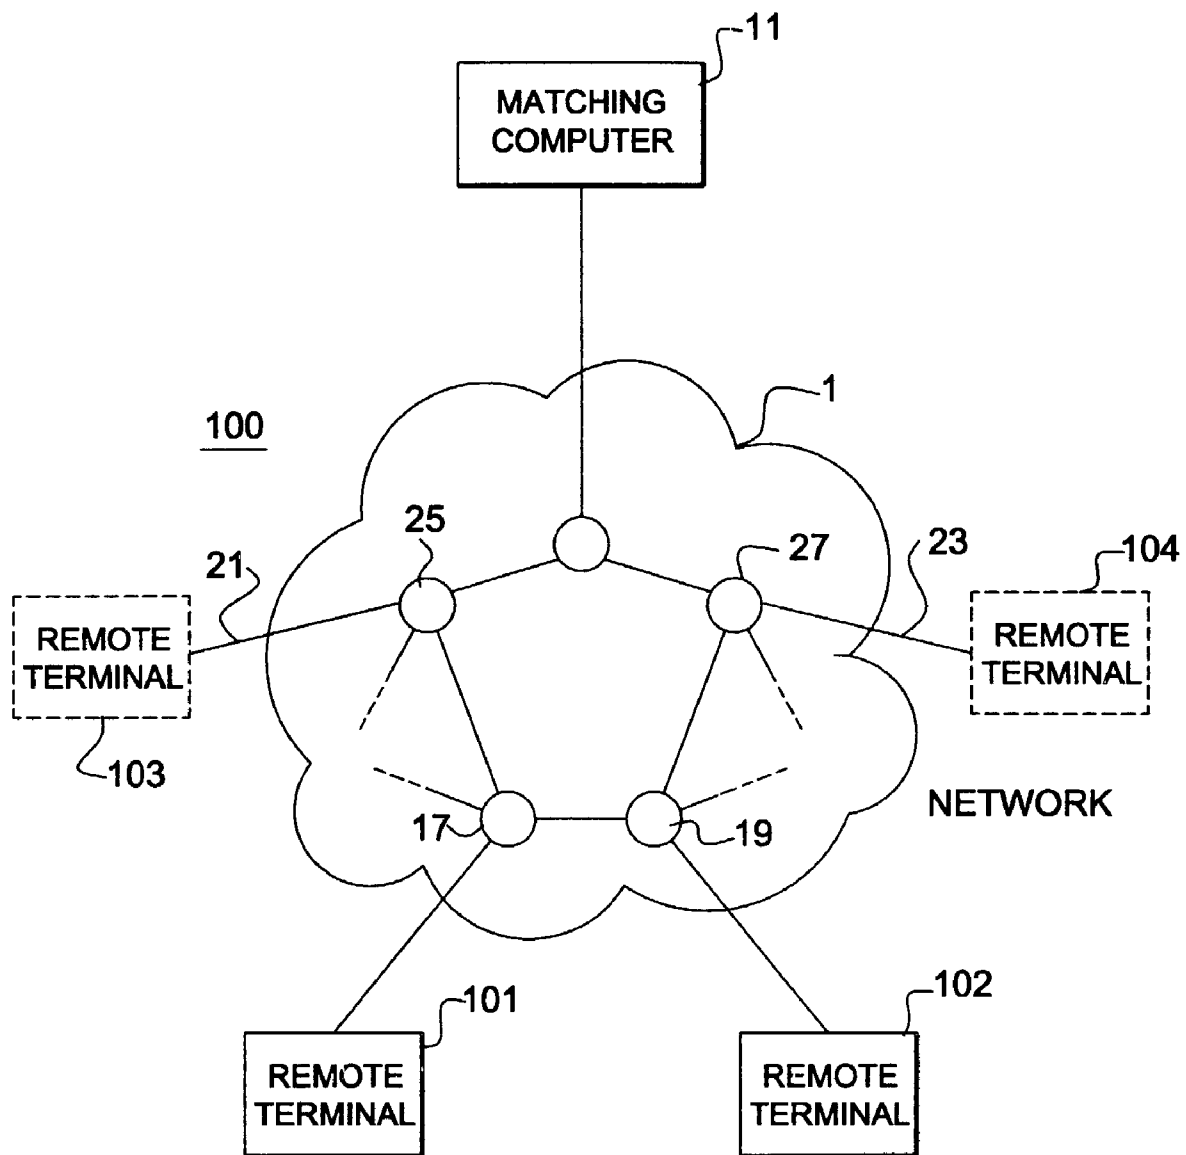 11
MATCHING
COMPUTER
1
100
25
27
23
104
21
REMOTE
TERMINAL
REMOTE
TERMINAL
103
NETWORK
17
19
101
102
REMOTE
TERMINAL
REMOTE
TERMINAL